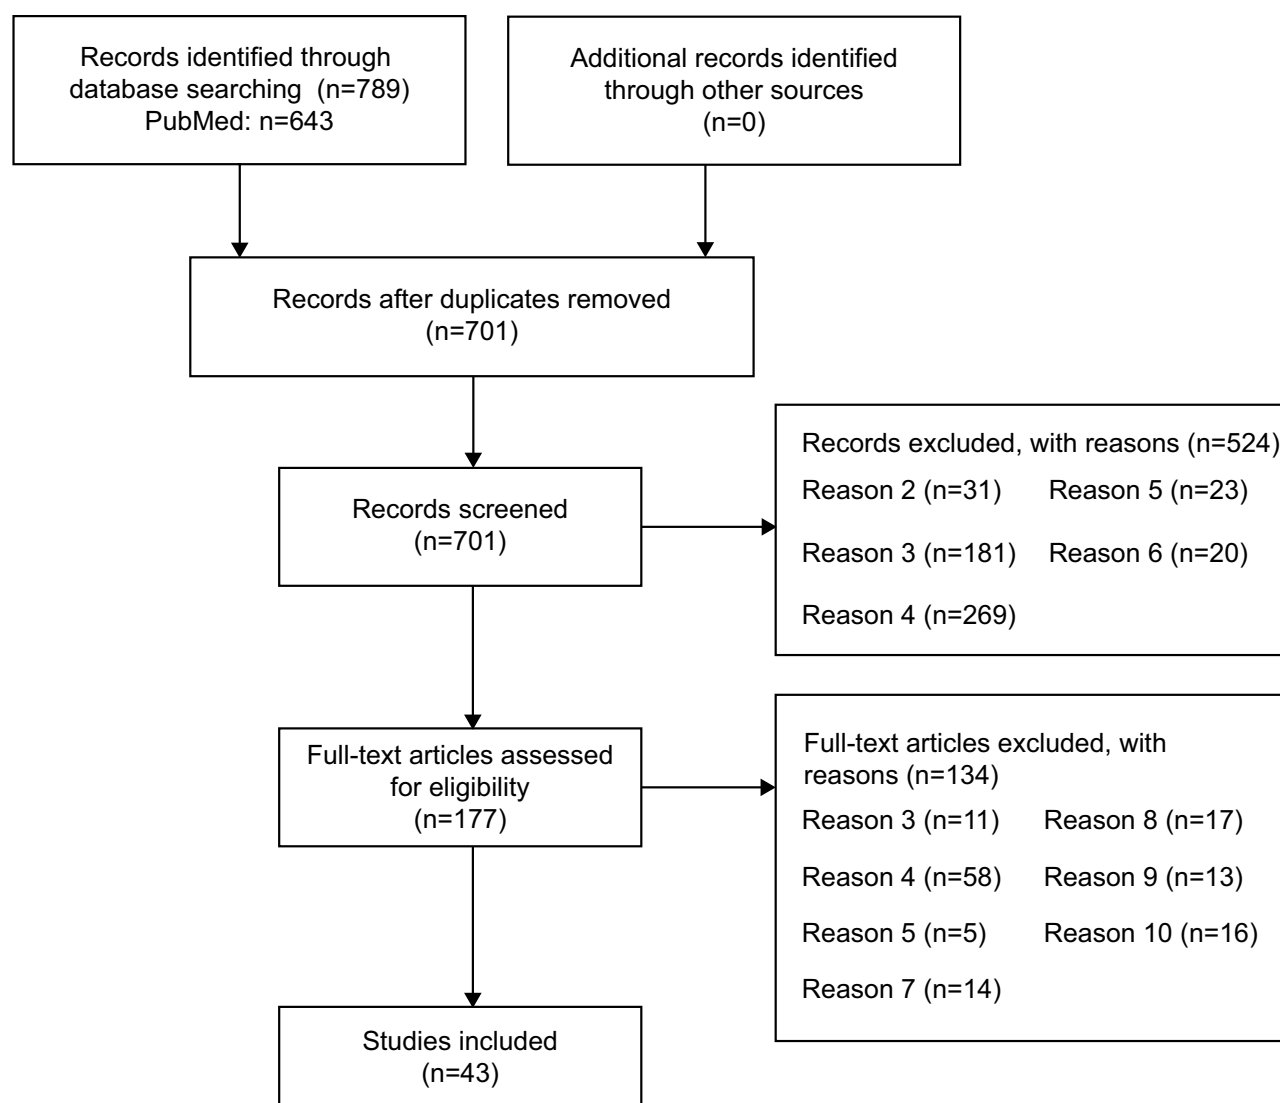 Records identified through
database searching  (n=789)
PubMed: n=643
Additional records identified
through other sources
(n=0)
Records after duplicates removed
(n=701)
Records screened
(n=701)
Records excluded, with reasons (n=524)
Reason 2 (n=31)
Reason 5 (n=23)
Reason 3 (n=181)
Reason 6 (n=20)
Reason 4 (n=269)
Full-text articles assessed
for eligibility
(n=177)
Full-text articles excluded, with
reasons (n=134)
Reason 3 (n=11)
Reason 8 (n=17)
Reason 4 (n=58)
Reason 9 (n=13)
Reason 5 (n=5)
Reason 10 (n=16)
Reason 7 (n=14)
Studies included
(n=43)